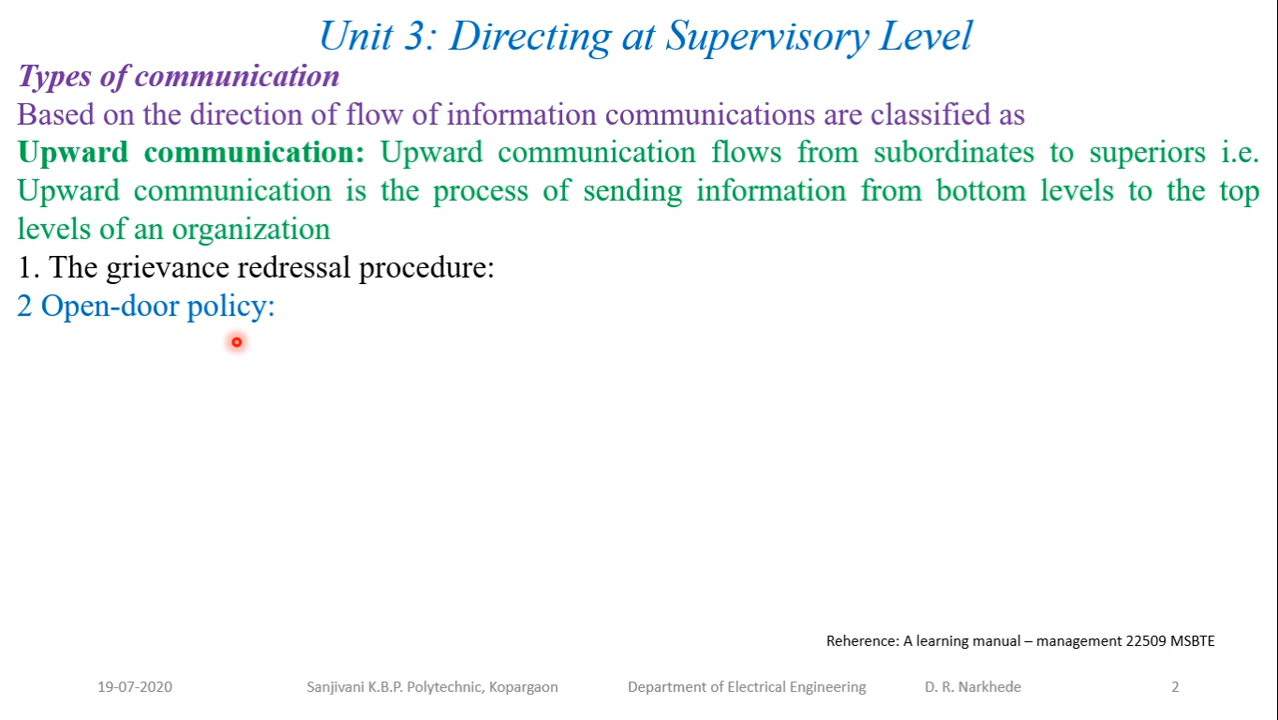 Unit 3: Directing at Supervisory Level
Types of communication
Based on the direction of flow of information communications are classified as
Upward communication: Upward communication flows from subordinates to superiors i.e.
Upward communication is the process of sending information from bottom levels to the top
levels of an organization
1. The grievance redressal procedure:
2 Open-door policy:
Reherence: A learning manual – management 22509 MSBTE
19-07-2020 Sanjivani K.B.P. Polytechnic, Kopargaon Department of Electrical Engineering D. R. Narkhede 2